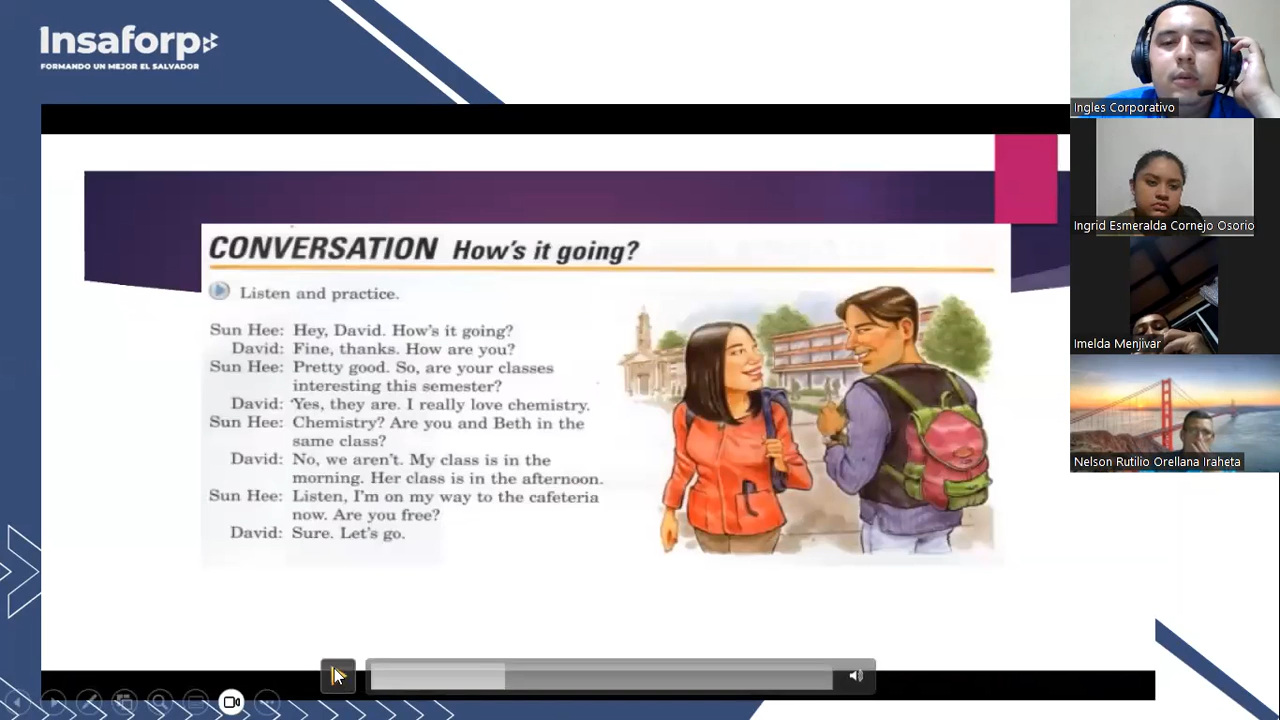 Insaforp
FORMANDO UN MEJOR EL SALVADOR
CONVERSATION How's it going?
Listen and practice.
Sun Hee: Hey, David. How's it going?
David: Fine, thanks. How are you?
Sun Hee: Pretty good. So, are your classes
interesting this semester?
David: Yes, they are. I really love chemistry.
Sun Hee: Chemistry? Are you and Beth in the
same class?
David: No, we aren't. My class is in the
morning. Her class is in the afternoon.
Sun Hee: Listen, I'm on my way to the cafeteria
now. Are you free?
David: Sure. Let's go.
Ingles Corporativo
Ingrid Esmeralda Cornejo Osorio
Imelda Menjivar
Nelson Rutilio Orellana Iraheta